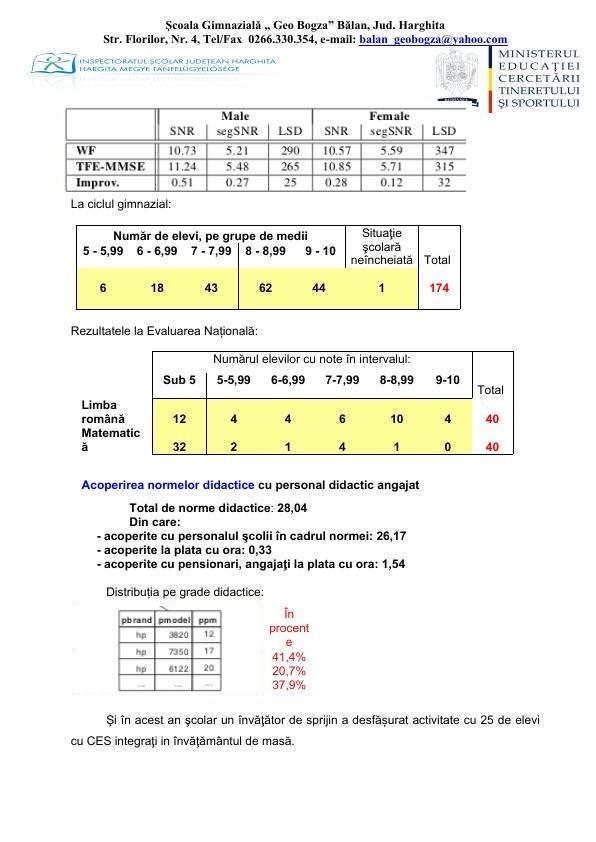 Şcoala Gimnazială „ Geo Bogza” Bălan, Jud. Harghita
Str. Florilor, Nr. 4, Tel/Fax 0266.330.354, e-mail: balan_geobogza@yahoo.com
INSPECTORATUL ŞCOLAR JUDEŢEAN HARGHITA
HARGITA MEGYE TANFELÜGYELŐSÉGE
MINISTERUL
EDUCAŢIEI
CERCETĂRII
TINERETULUI
ŞI SPORTULUI
Male Female
SNR segSNR LSD SNR segSNR LSD
WF 10.73 5.21 290 10.57 5.59 347
TFE-MMSE 11.24 5.48 265 10.85 5.71 315
Improv. 0.51 0.27 25 0.28 0.12 32
La ciclul gimnazial:
Număr de elevi, pe grupe de medii Situaţie şcolară neîncheiată Total
5 - 5,99 6 - 6,99 7 - 7,99 8 - 8,99 9 - 10
6 18 43 62 44 1 174
Rezultatele la Evaluarea Națională:
Numărul elevilor cu note în intervalul:
Sub 5 5-5,99 6-6,99 7-7,99 8-8,99 9-10 Total
Limba
română 12 4 4 6 10 4 40
Matematic
ă 32 2 1 4 1 0 40
Acoperirea normelor didactice cu personal didactic angajat
Total de norme didactice: 28,04
Din care:
- acoperite cu personalul şcolii în cadrul normei: 26,17
- acoperite la plata cu ora: 0,33
- acoperite cu pensionari, angajaţi la plata cu ora: 1,54
Distribuția pe grade didactice:
pbrand pmodel ppm
hp 3820 12
hp 7350 17
hp 6122 20
... ... ...
În
procent
e
41,4%
20,7%
37,9%
Şi în acest an şcolar un învăţător de sprijin a desfășurat activitate cu 25 de elevi
cu CES integraţi in învăţământul de masă.